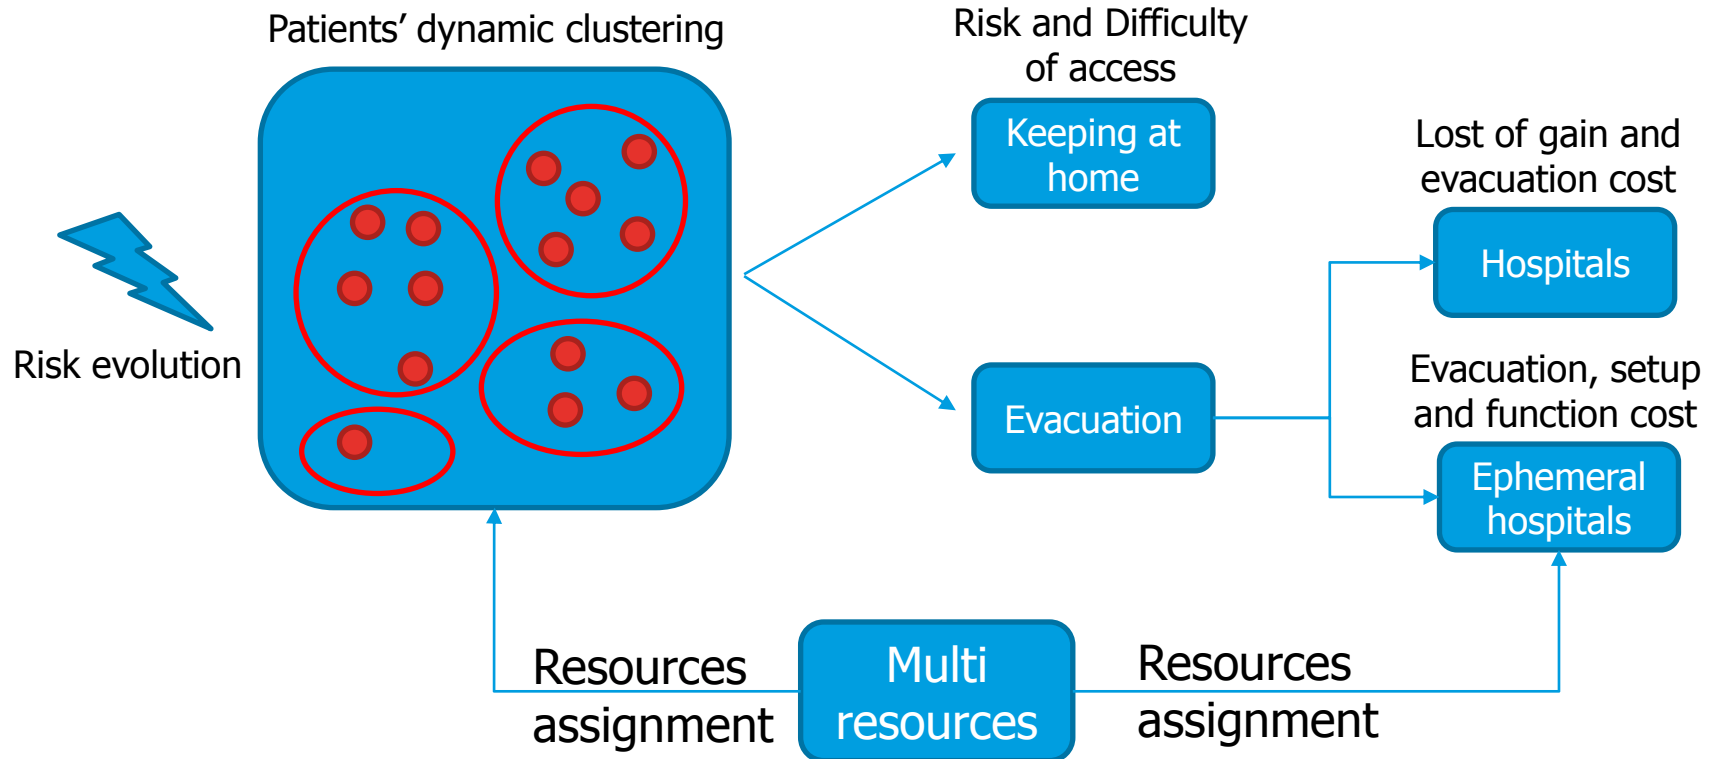 Patients’ dynamic clustering
Risk evolution
Risk and Difficulty
of access
Keeping at
home
Evacuation
Lost of gain and
evacuation cost
Hospitals
Evacuation, setup
and function cost
Ephemeral
hospitals
Resources
assignment
Multi
resources
Resources
assignment